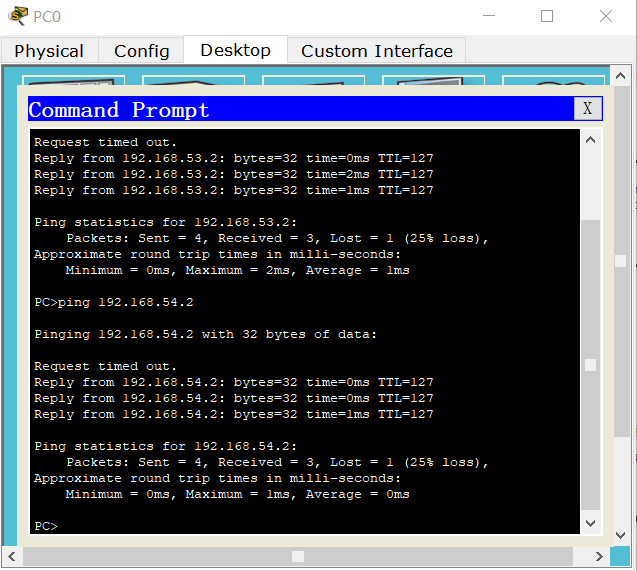 PC0
Physical Config Desktop Custom Interface
Command Prompt X
Request timed out.
Reply from 192.168.53.2: bytes=32 time=0ms TTL=127
Reply from 192.168.53.2: bytes=32 time=2ms TTL=127
Reply from 192.168.53.2: bytes=32 time=1ms TTL=127
Ping statistics for 192.168.53.2:
Packets: Sent = 4, Received = 3, Lost = 1 (25% loss),
Approximate round trip times in milli-seconds:
Minimum = 0ms, Maximum = 2ms, Average = 1ms
PC>ping 192.168.54.2
Pinging 192.168.54.2 with 32 bytes of data:
Request timed out.
Reply from 192.168.54.2: bytes=32 time=0ms TTL=127
Reply from 192.168.54.2: bytes=32 time=0ms TTL=127
Reply from 192.168.54.2: bytes=32 time=1ms TTL=127
Ping statistics for 192.168.54.2:
Packets: Sent = 4, Received = 3, Lost = 1 (25% loss),
Approximate round trip times in milli-seconds:
Minimum = 0ms, Maximum = 1ms, Average = 0ms
PC>